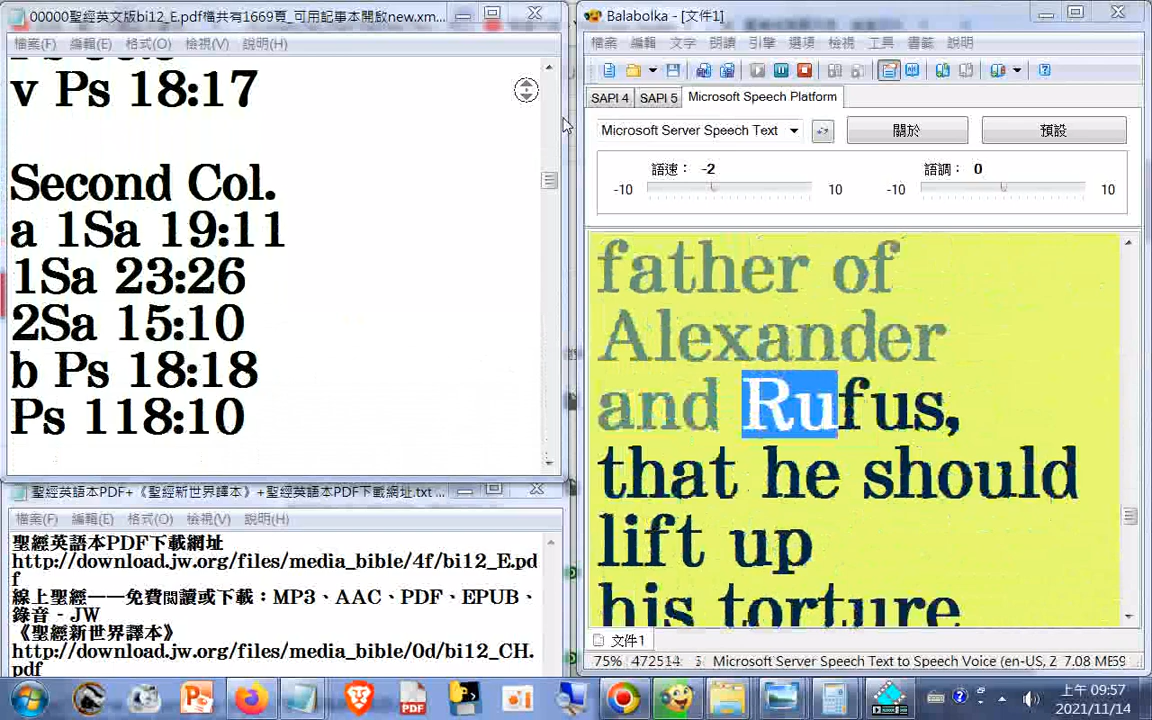 00000聖經英文版bi12_E.pdf檔共有1669頁_可用記事本開啟new.xm...
檔案(F) 編輯(E) 格式(O) 檢視(V) 說明(H)
v Ps 18:17
Second Col.
a 1Sa 19:11
1Sa 23:26
2Sa 15:10
b Ps 18:18
Ps 118:10
聖經英語本PDF+《聖經新世界譯本》+聖經英語本PDF下載網址.txt ...
檔案(F) 編輯(E) 格式(O) 檢視(V) 說明(H)
聖經英語本PDF下載網址
http://download.jw.org/files/media_bible/4f/bi12_E.pd
f
線上聖經——免費閱讀或下載：MP3、AAC、PDF、EPUB、
錄音 - JW
《聖經新世界譯本》
http://download.jw.org/files/media_bible/0d/bi12_CH.
pdf
Balabolka - [文件1]
檔案 編輯 文字 朗讀 引擎 選項 檢視 工具 書籤 說明
SAPI 4 SAPI 5 Microsoft Speech Platform
Microsoft Server Speech Text 關於 預設
語速： -2 語調： 0
-10 10 -10 10
father of
Alexander
and Rufus,
that he should
lift up
his torture
文件1
75% 472514 Microsoft Server Speech Text to Speech Voice (en-US, Z 7.08 ME
上午 09:57
2021/11/14